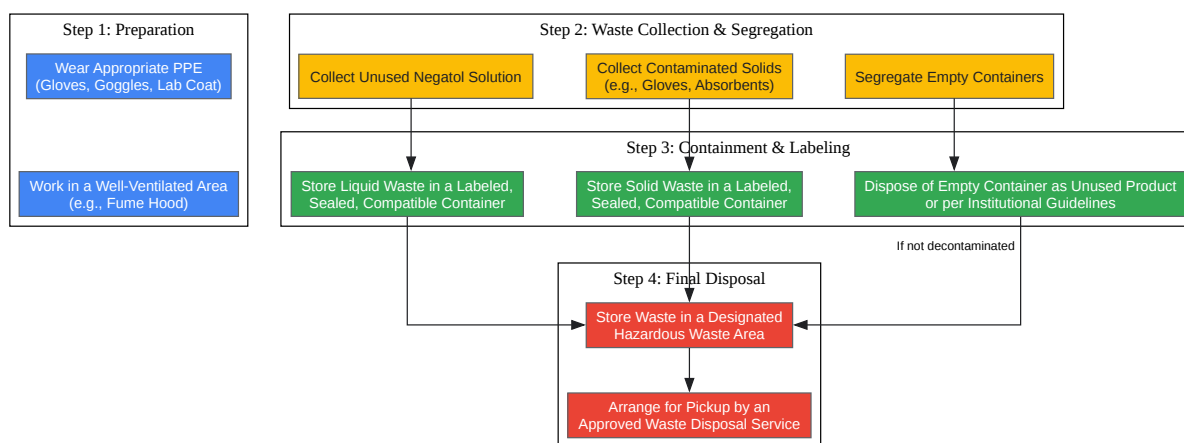 Step 1: Preparation
Wear Appropriate PPE
(Gloves, Goggles, Lab Coat)
Work in a Well-Ventilated Area
(e.g., Fume Hood)
Step 2: Waste Collection & Segregation
Collect Unused Negatol Solution
Collect Contaminated Solids
(e.g., Gloves, Absorbents)
Segregate Empty Containers
Step 3: Containment & Labeling
Store Liquid Waste in a Labeled,
Sealed, Compatible Container
Store Solid Waste in a Labeled,
Sealed, Compatible Container
Dispose of Empty Container as Unused Product
or per Institutional Guidelines
If not decontaminated
Step 4: Final Disposal
Store Waste in a Designated
Hazardous Waste Area
Arrange for Pickup by an
Approved Waste Disposal Service